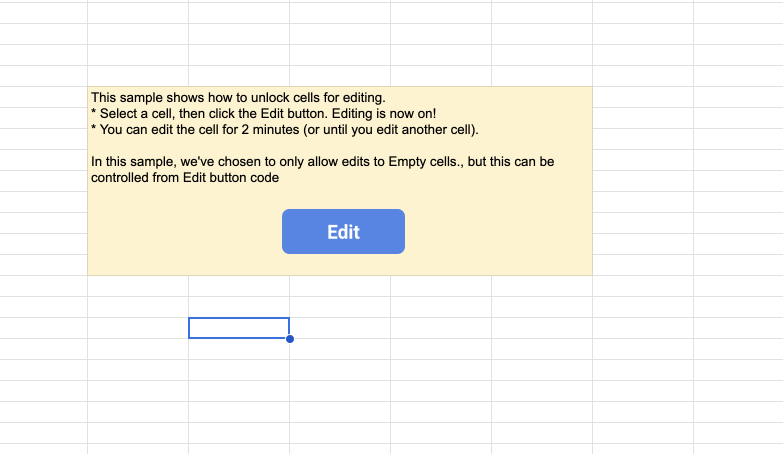 This sample shows how to unlock cells for editing.
* Select a cell, then click the Edit button. Editing is now on!
* You can edit the cell for 2 minutes (or until you edit another cell).
In this sample, we've chosen to only allow edits to Empty cells., but this can be
controlled from Edit button code
Edit